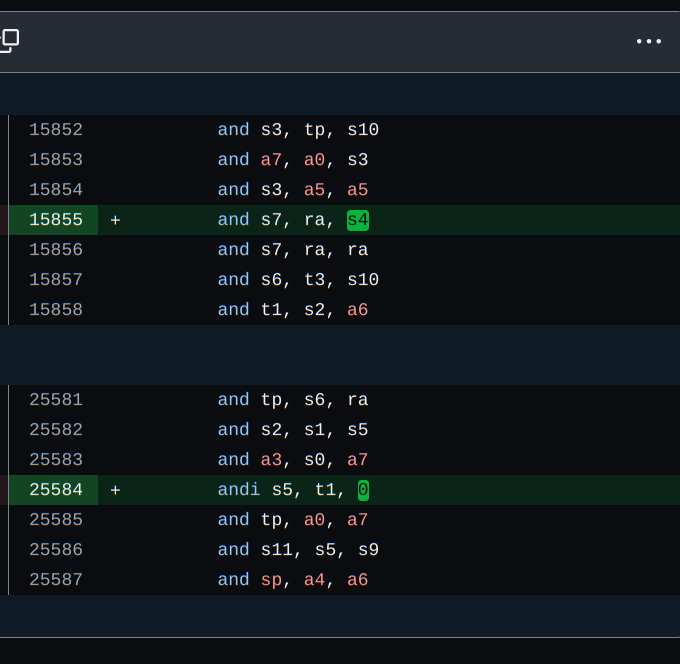 15852 and s3, tp, s10
15853 and a7, a0, s3
15854 and s3, a5, a5
15855 + and s7, ra, s4
15856 and s7, ra, ra
15857 and s6, t3, s10
15858 and t1, s2, a6
25581 and tp, s6, ra
25582 and s2, s1, s5
25583 and a3, s0, a7
25584 + andi s5, t1, 0
25585 and tp, a0, a7
25586 and s11, s5, s9
25587 and sp, a4, a6